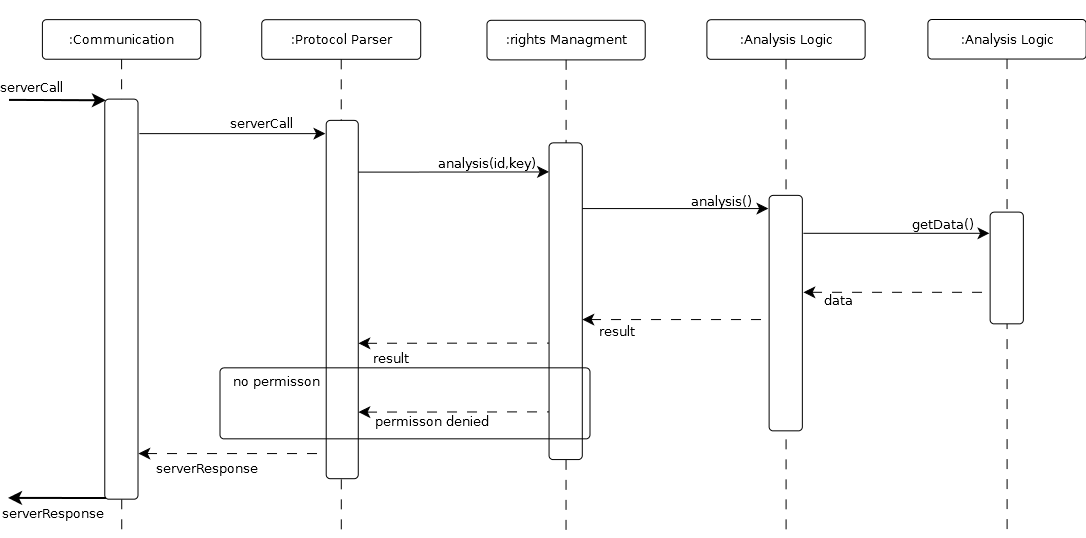 :Communication
:Protocol Parser
:rights Managment
:Analysis Logic
:Analysis Logic
serverCall
serverCall
analysis(id,key)
analysis()
getData()
data
result
result
no permisson
permisson denied
serverResponse
serverResponse